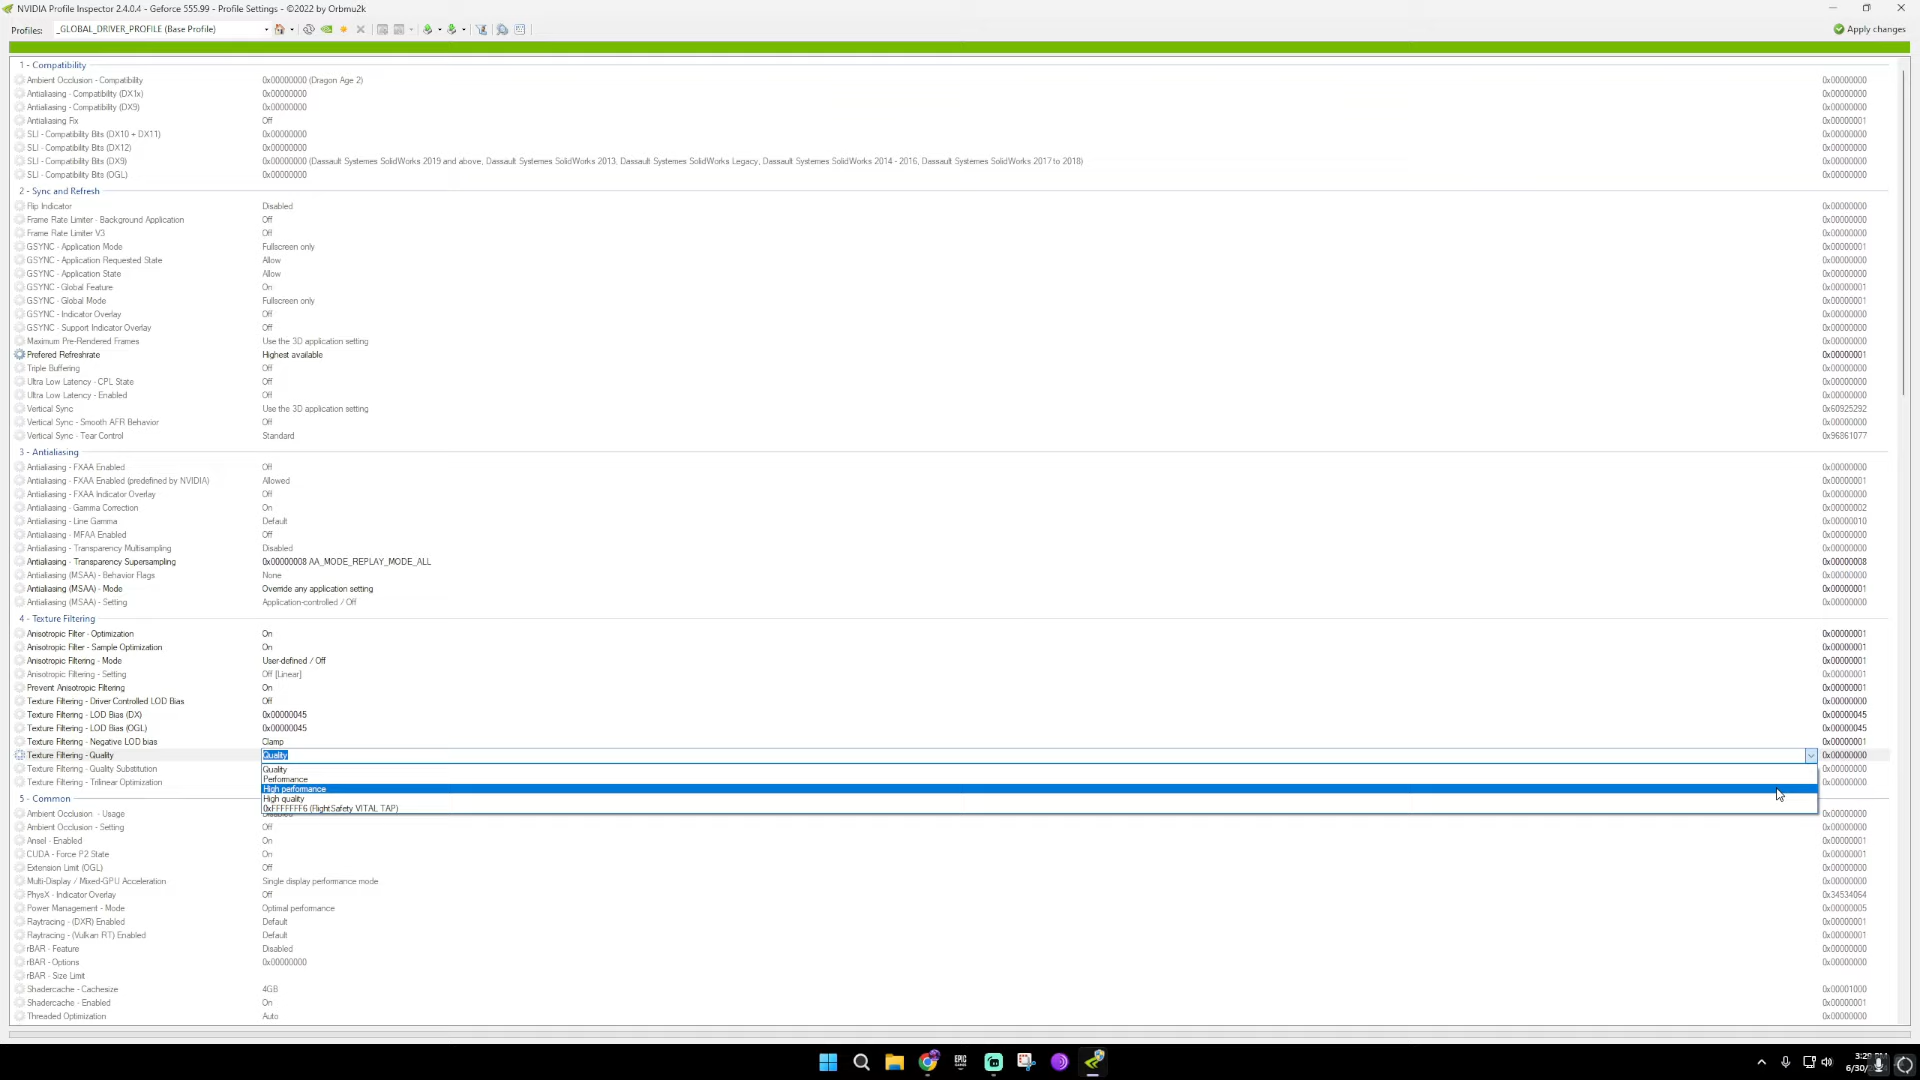 NVIDIA Profile Inspector 2.4.0.4 - Geforce 555.99 - Profile Settings - ©2022 by Orbmu2k
Profiles: _GLOBAL_DRIVER_PROFILE (Base Profile) Apply changes
1 - Compatibility
Ambient Occlusion - Compatibility 0x00000000 (Dragon Age 2) 0x00000000
Antialiasing - Compatibility (DX1x) 0x00000000 0x00000000
Antialiasing - Compatibility (DX9) 0x00000000 0x00000000
Antialiasing Fix Off 0x00000001
SLI - Compatibility Bits (DX10 + DX11) 0x00000000 0x00000000
SLI - Compatibility Bits (DX12) 0x00000000 0x00000000
SLI - Compatibility Bits (DX9) 0x00000000 (Dassault Systemes SolidWorks 2019 and above, Dassault Systemes SolidWorks 2013, Dassault Systemes SolidWorks Legacy, Dassault Systemes SolidWorks 2014 - 2016, Dassault Systemes SolidWorks 2017 to 2018) 0x00000000
SLI - Compatibility Bits (OGL) 0x00000000 0x00000000
2 - Sync and Refresh
Flip Indicator Disabled 0x00000000
Frame Rate Limiter - Background Application Off 0x00000000
Frame Rate Limiter V3 Off 0x00000000
GSYNC - Application Mode Fullscreen only 0x00000001
GSYNC - Application Requested State Allow 0x00000000
GSYNC - Application State Allow 0x00000000
GSYNC - Global Feature On 0x00000001
GSYNC - Global Mode Fullscreen only 0x00000001
GSYNC - Indicator Overlay Off 0x00000000
GSYNC - Support Indicator Overlay Off 0x00000000
Maximum Pre-Rendered Frames Use the 3D application setting 0x00000000
Prefered Refreshrate Highest available 0x00000001
Triple Buffering Off 0x00000000
Ultra Low Latency - CPL State Off 0x00000000
Ultra Low Latency - Enabled Off 0x00000000
Vertical Sync Use the 3D application setting 0x60925292
Vertical Sync - Smooth AFR Behavior Off 0x00000000
Vertical Sync - Tear Control Standard 0x96861077
3 - Antialiasing
Antialiasing - FXAA Enabled Off 0x00000000
Antialiasing - FXAA Enabled (predefined by NVIDIA) Allowed 0x00000001
Antialiasing - FXAA Indicator Overlay Off 0x00000000
Antialiasing - Gamma Correction On 0x00000002
Antialiasing - Line Gamma Default 0x00000010
Antialiasing - MFAA Enabled Off 0x00000000
Antialiasing - Transparency Multisampling Disabled 0x00000000
Antialiasing - Transparency Supersampling 0x00000008 AA_MODE_REPLAY_MODE_ALL 0x00000008
Antialiasing (MSAA) - Behavior Flags None 0x00000000
Antialiasing (MSAA) - Mode Override any application setting 0x00000001
Antialiasing (MSAA) - Setting Application-controlled / Off 0x00000000
4 - Texture Filtering
Anisotropic Filter - Optimization On 0x00000001
Anisotropic Filter - Sample Optimization On 0x00000001
Anisotropic Filtering - Mode User-defined / Off 0x00000001
Anisotropic Filtering - Setting Off [Linear] 0x00000001
Prevent Anisotropic Filtering On 0x00000001
Texture Filtering - Driver Controlled LOD Bias Off 0x00000000
Texture Filtering - LOD Bias (DX) 0x00000045 0x00000045
Texture Filtering - LOD Bias (OGL) 0x00000045 0x00000045
Texture Filtering - Negative LOD bias Clamp 0x00000001
Texture Filtering - Quality Quality 0x00000000
Quality
Performance
High performance
High quality
0xFFFFFFF6 (FlightSafety VITAL TAP)
Texture Filtering - Quality Substitution 0x00000000
Texture Filtering - Trilinear Optimization 0x00000000
5 - Common
Ambient Occlusion - Usage Disabled 0x00000000
Ambient Occlusion - Setting Off 0x00000000
Ansel - Enabled On 0x00000001
CUDA - Force P2 State On 0x00000001
Extension Limit (OGL) Off 0x00000000
Multi-Display / Mixed-GPU Acceleration Single display performance mode 0x00000000
PhysX - Indicator Overlay Off 0x34534064
Power Management - Mode Optimal performance 0x00000005
Raytracing - (DXR) Enabled Default 0x00000001
Raytracing - (Vulkan RT) Enabled Default 0x00000001
rBAR - Feature Disabled 0x00000000
rBAR - Options 0x00000000 0x00000000
rBAR - Size Limit
Shadercache - Cachesize 4GB 0x00001000
Shadercache - Enabled On 0x00000001
Threaded Optimization Auto 0x00000000
EPIC GAMES